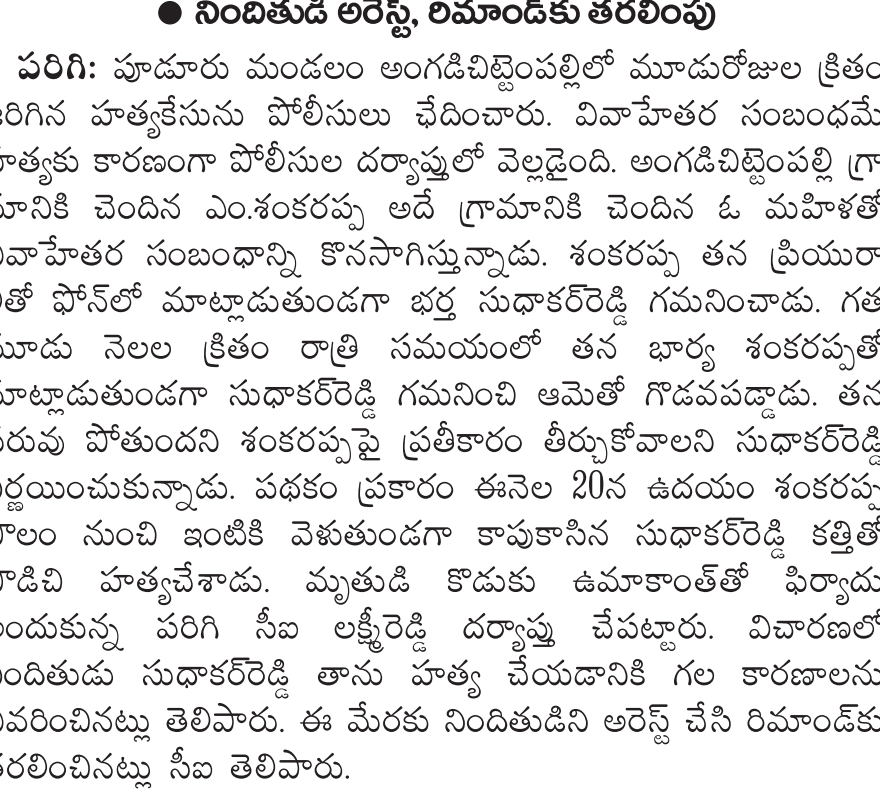 ● నిందితుడి అరెస్ట్, రిమాండ్‌కు తరలింపు
పరిగి: పూడూరు మండలం అంగడిచిట్టెంపల్లిలో మూడురోజుల క్రితం
జరిగిన హత్యకేసును పోలీసులు ఛేదించారు. వివాహేతర సంబంధమే
హత్యకు కారణంగా పోలీసుల దర్యాప్తులో వెల్లడైంది. అంగడిచిట్టెంపల్లి గ్రా
మానికి చెందిన ఎం.శంకరప్ప అదే గ్రామానికి చెందిన ఓ మహిళతో
వివాహేతర సంబంధాన్ని కొనసాగిస్తున్నాడు. శంకరప్ప తన ప్రియురా
లితో ఫోన్‌లో మాట్లాడుతుండగా భర్త సుధాకర్‌రెడ్డి గమనించాడు. గత
మూడు నెలల క్రితం రాత్రి సమయంలో తన భార్య శంకరప్పతో
మాట్లాడుతుండగా సుధాకర్‌రెడ్డి గమనించి ఆమెతో గొడవపడ్డాడు. తన
పరువు పోతుందని శంకరప్పపై ప్రతీకారం తీర్చుకోవాలని సుధాకర్‌రెడ్డి
నిర్ణయించుకున్నాడు. పథకం ప్రకారం ఈనెల 20న ఉదయం శంకరప్ప
పొలం నుంచి ఇంటికి వెళుతుండగా కాపుకాసిన సుధాకర్‌రెడ్డి కత్తితో
పొడిచి హత్యచేశాడు. మృతుడి కొడుకు ఉమాకాంత్‌తో ఫిర్యాదు
అందుకున్న పరిగి సీఐ లక్ష్మీరెడ్డి దర్యాప్తు చేపట్టారు. విచారణలో
నిందితుడు సుధాకర్‌రెడ్డి తాను హత్య చేయడానికి గల కారణాలను
వివరించినట్లు తెలిపారు. ఈ మేరకు నిందితుడిని అరెస్ట్ చేసి రిమాండ్‌కు
తరలించినట్లు సీఐ తెలిపారు.